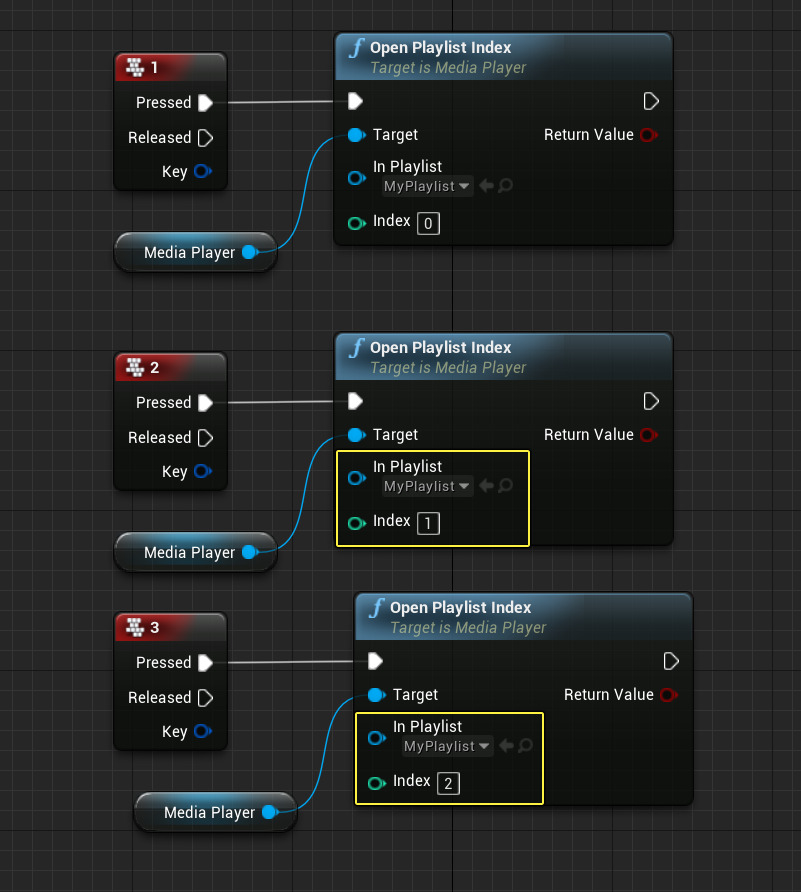 1
Pressed
Released
Key
Media Player
f Open Playlist Index
Target is Media Player
Target
Return Value
In Playlist
MyPlaylist
Index 0
2
Pressed
Released
Key
Media Player
f Open Playlist Index
Target is Media Player
Target
Return Value
In Playlist
MyPlaylist
Index 1
3
Pressed
Released
Key
Media Player
f Open Playlist Index
Target is Media Player
Target
Return Value
In Playlist
MyPlaylist
Index 2